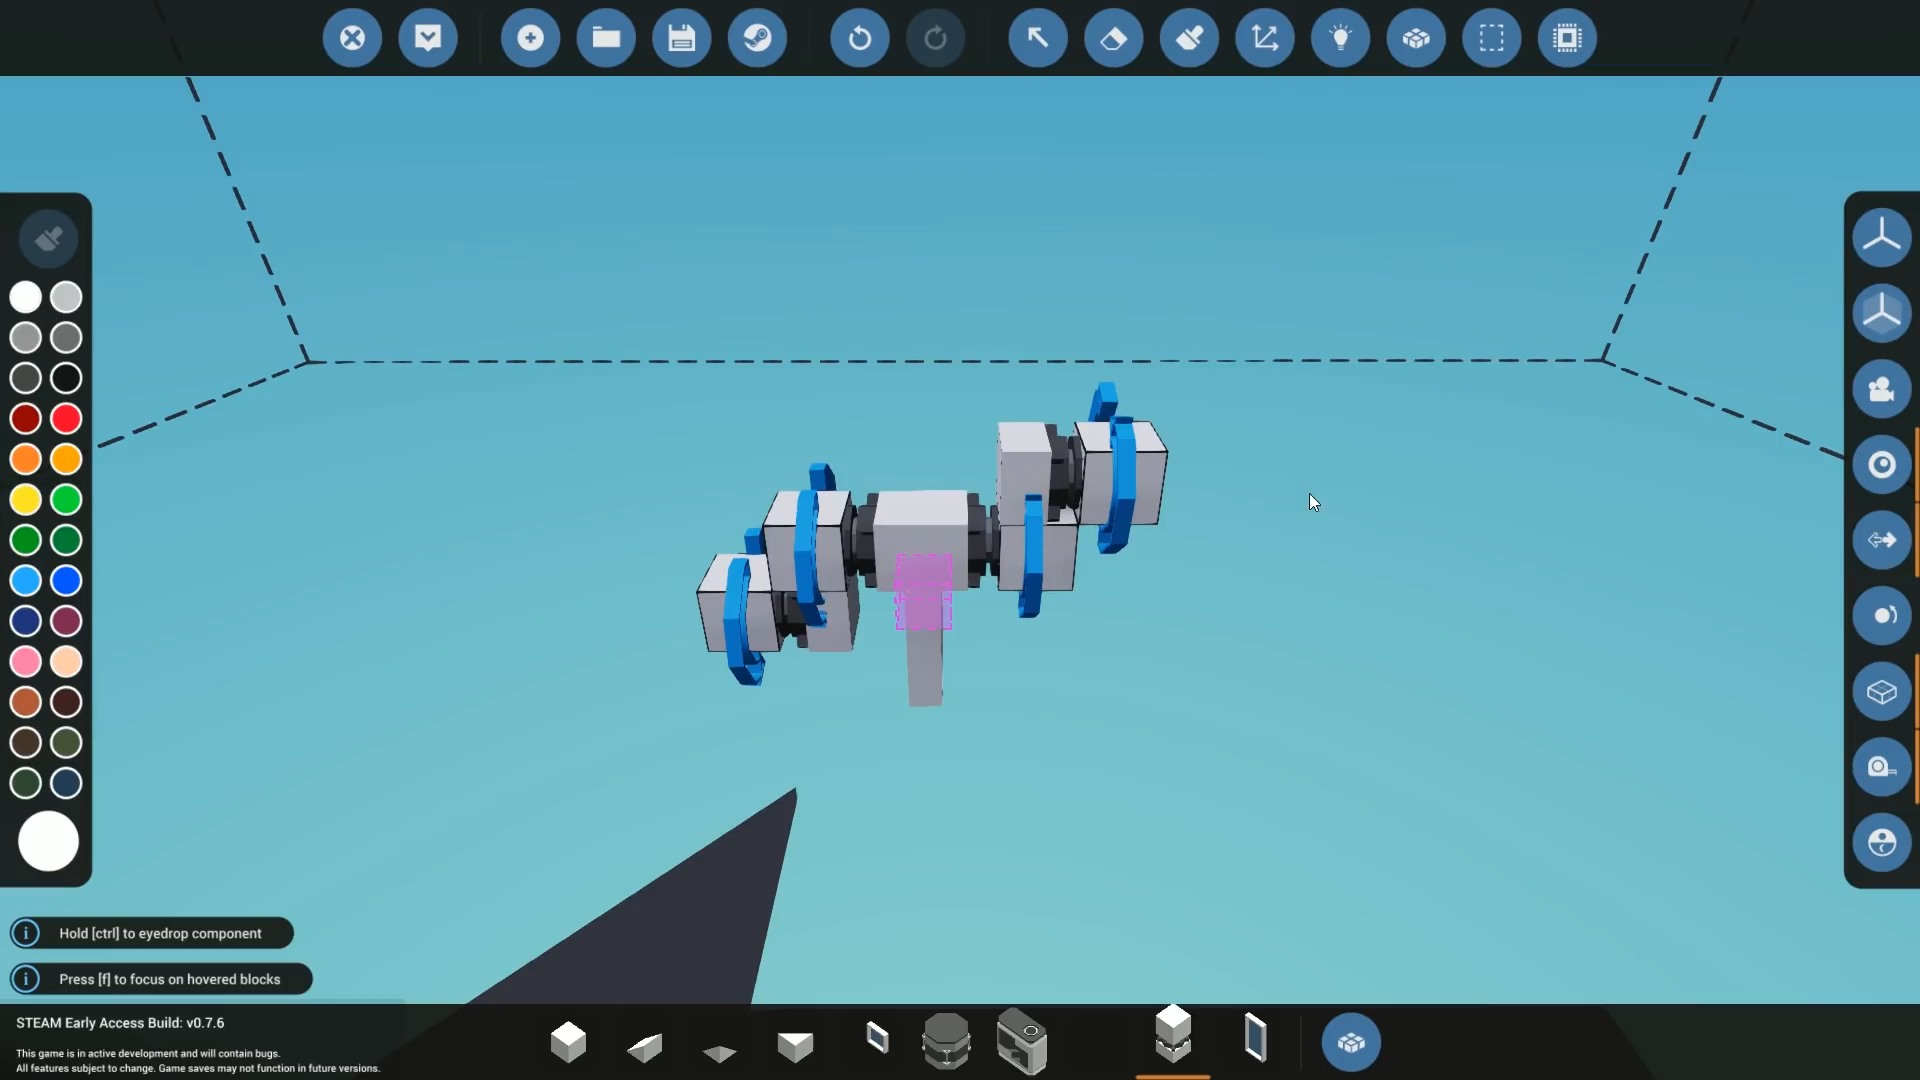 Hold [ctrl] to eyedrop component
Press [f] to focus on hovered blocks
STEAM Early Access Build: v0.7.6
This game is in active development and will contain bugs.
All features subject to change. Game saves may not function in future versions.